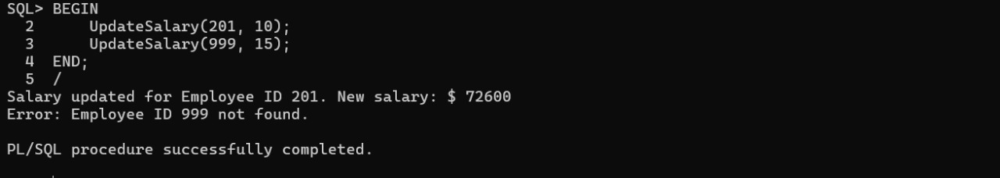 SQL> BEGIN
  2      UpdateSalary(201, 10);
  3      UpdateSalary(999, 15);
  4  END;
  5  /
Salary updated for Employee ID 201. New salary: $ 72600
Error: Employee ID 999 not found.
PL/SQL procedure successfully completed.